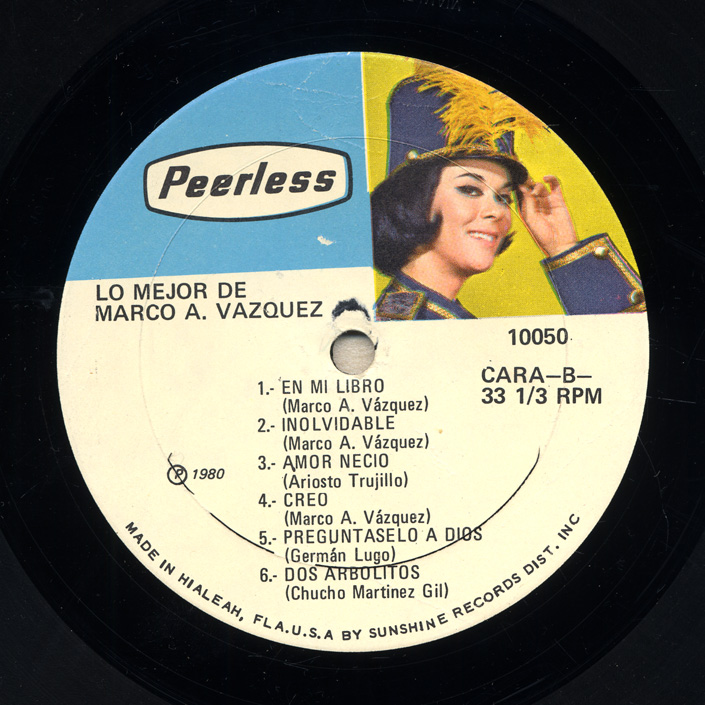 Peerless
LO MEJOR DE
MARCO A. VAZQUEZ
10050
CARA—B—
33 1/3 RPM
1.- EN MI LIBRO
(Marco A. Vázquez)
2.- INOLVIDABLE
(Marco A. Vázquez)
3.- AMOR NECIO
(Ariosto Trujillo)
4.- CREO
(Marco A. Vázquez)
5.- PREGUNTASELO A DIOS
(Germán Lugo)
6.- DOS ARBOLITOS
(Chucho Martinez Gil)
Ⓟ 1980
MADE IN HIALEAH, FLA.U.S.A BY SUNSHINE RECORDS DIST. INC